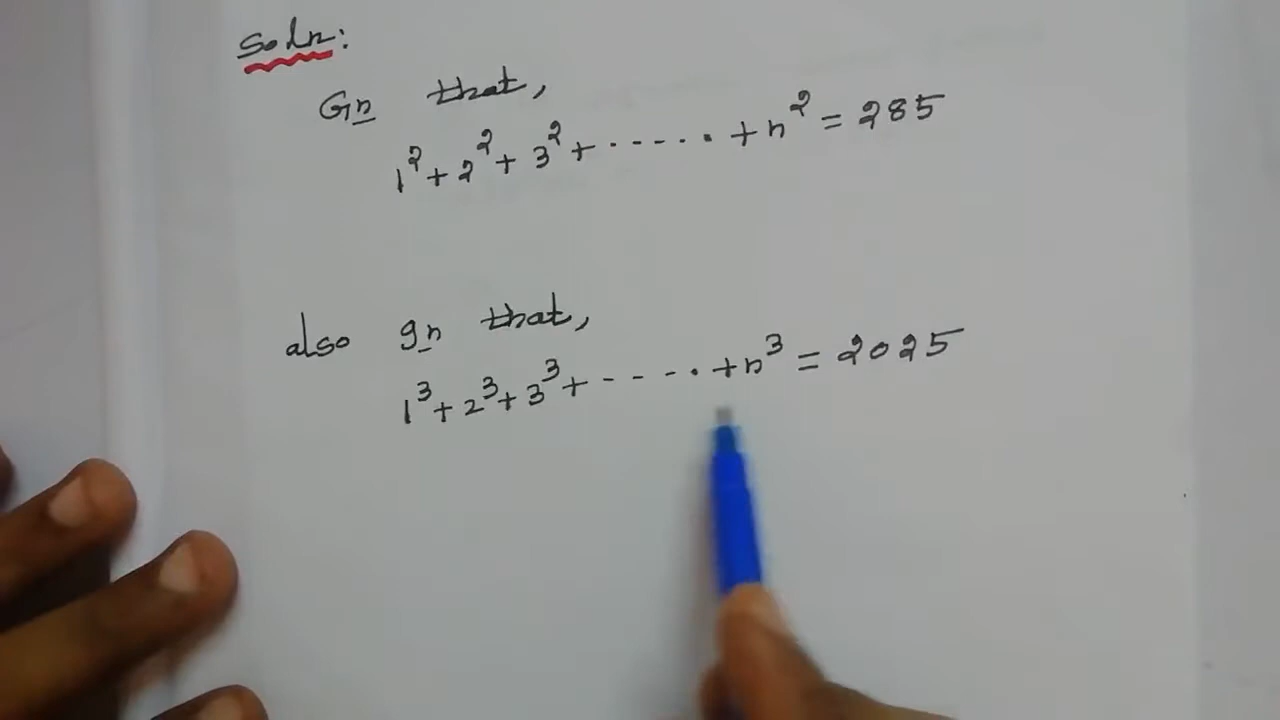 Soln:
Gn that,
1² + 2² + 3² + ...... + n² = 285
also gn that,
1³ + 2³ + 3³ + ----. + n³ = 2025